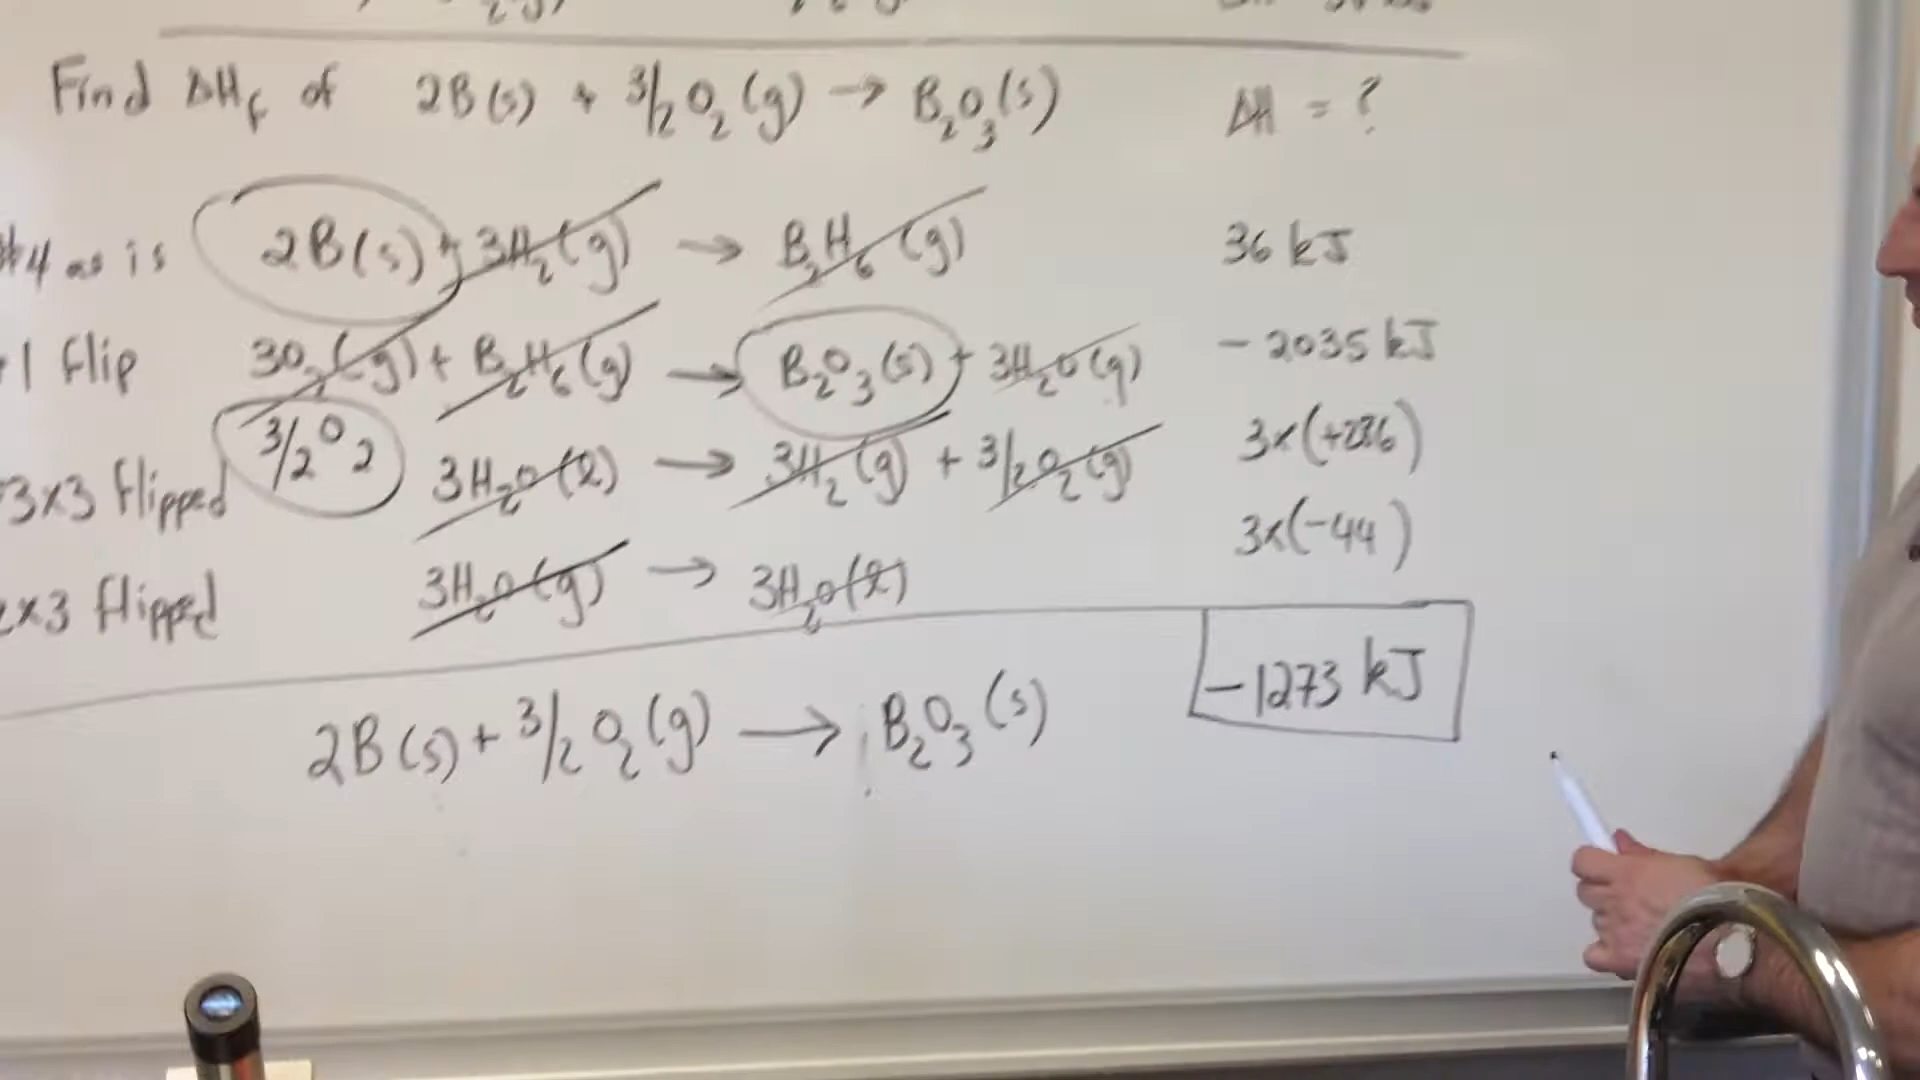 Find ΔHf of 2B(s) + 3/2 O2(g) → B2O3(s) ΔH = ?
#4 as is 2B(s) + 3H2(g) → B2H6(g) 36 kJ
1 flip 3O2(g) + B2H6(g) → B2O3(s) + 3H2O(g) -2035 kJ
3/2 O2
3x3 flipped 3H2O(l) → 3H2(g) + 3/2 O2(g) 3x(+286)
2x3 flipped 3H2O(g) → 3H2O(l) 3x(-44)
2B(s) + 3/2 O2(g) → B2O3(s) -1273 kJ